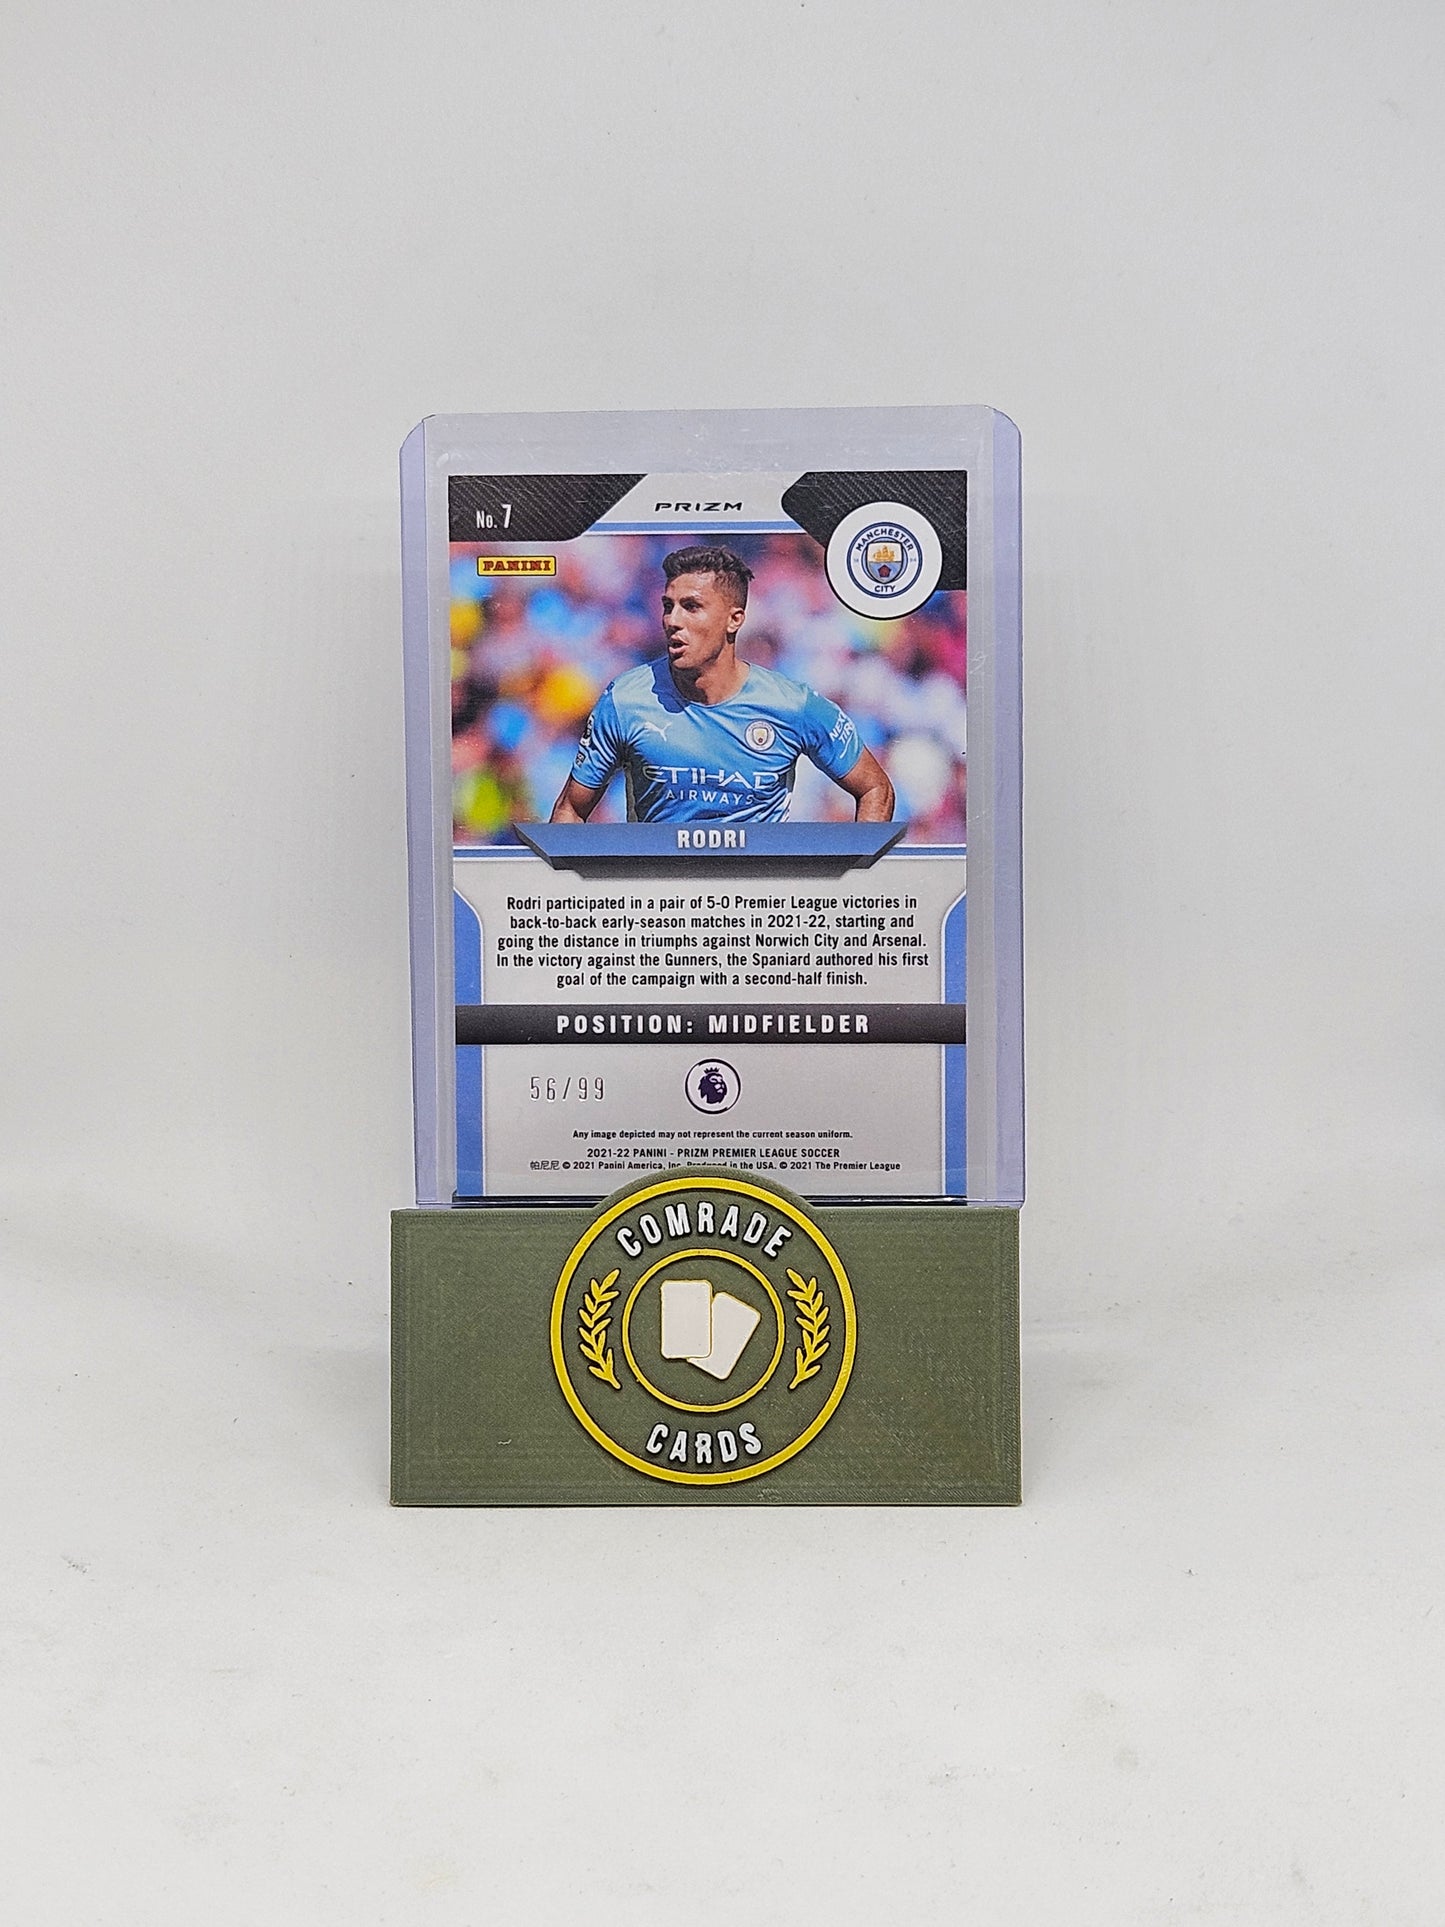 No. 7
PRIZM
PANINI
MANCHESTER
CITY
NEXEN
TIRE
ETIHAD
AIRWAYS
RODRI
Rodri participated in a pair of 5-0 Premier League victories in
back-to-back early-season matches in 2021-22, starting and
going the distance in triumphs against Norwich City and Arsenal.
In the victory against the Gunners, the Spaniard authored his first
goal of the campaign with a second-half finish.
POSITION: MIDFIELDER
56/99
Any image depicted may not represent the current season uniform.
2021-22 PANINI - PRIZM PREMIER LEAGUE SOCCER
帕尼尼 © 2021 Panini America, Inc. Produced in the USA. © 2021 The Premier League
COMRADE
CARDS